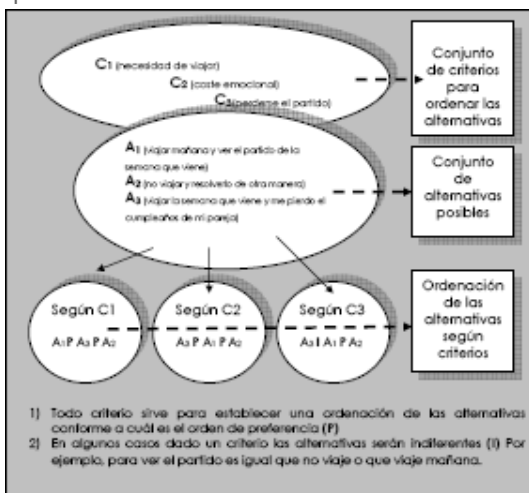 C1 (necesidad de viajar)
C2 (coste emocional)
C3 (perderse el partido)
Conjunto
de criterios
para
ordenar las
alternativas
A1 (viajar mañana y ver el partido de la
semana que viene)
A2 (no viajar y resolverlo de otra manera)
A3 (viajar la semana que viene y me pierdo el
cumpleaños de mi pareja)
Conjunto
de
alternativas
posibles
Según C1
A1 P A3 P A2
Según C2
A3 P A1 P A2
Según C3
A3 I A1 P A2
Ordenación
de las
alternativas
según
criterios
1) Todo criterio sirve para establecer una ordenación de las alternativas
conforme a cuál es el orden de preferencia (P)
2) En algunos casos dado un criterio las alternativas serán indiferentes (I) Por
ejemplo, para ver el partido es igual que no viaje o que viaje mañana.